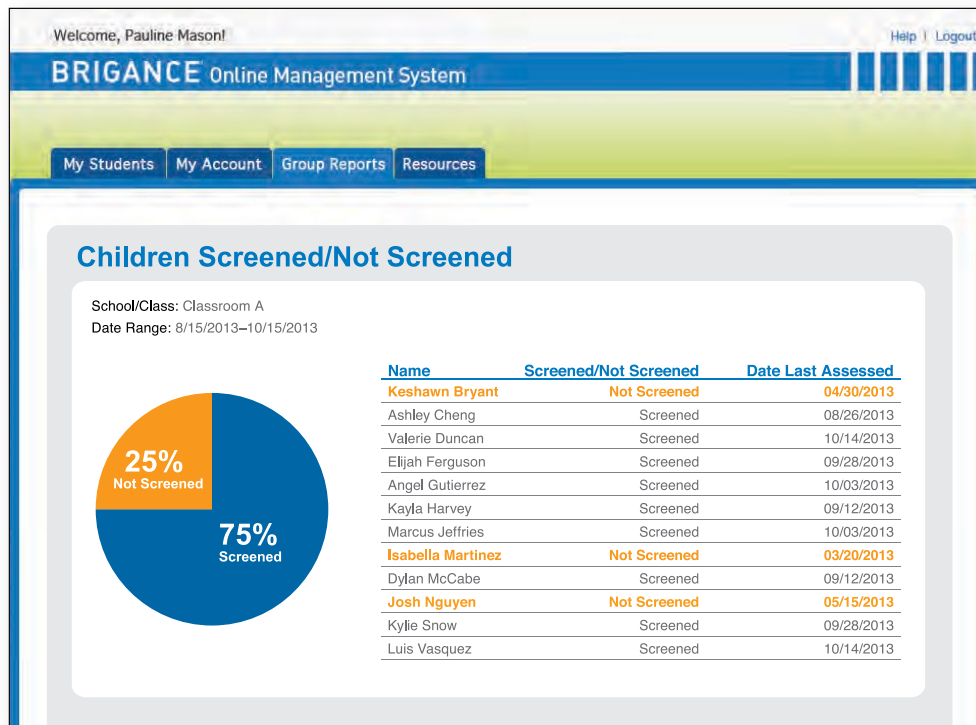 Welcome, Pauline Mason!
Help | Logout
BRIGANCE Online Management System
My Students My Account Group Reports Resources
Children Screened/Not Screened
School/Class: Classroom A
Date Range: 8/15/2013–10/15/2013
25%
Not Screened
75%
Screened
Name Screened/Not Screened Date Last Assessed
Keshawn Bryant Not Screened 04/30/2013
Ashley Cheng Screened 08/26/2013
Valerie Duncan Screened 10/14/2013
Elijah Ferguson Screened 09/28/2013
Angel Gutierrez Screened 10/03/2013
Kayla Harvey Screened 09/12/2013
Marcus Jeffries Screened 10/03/2013
Isabella Martinez Not Screened 03/20/2013
Dylan McCabe Screened 09/12/2013
Josh Nguyen Not Screened 05/15/2013
Kylie Snow Screened 09/28/2013
Luis Vasquez Screened 10/14/2013